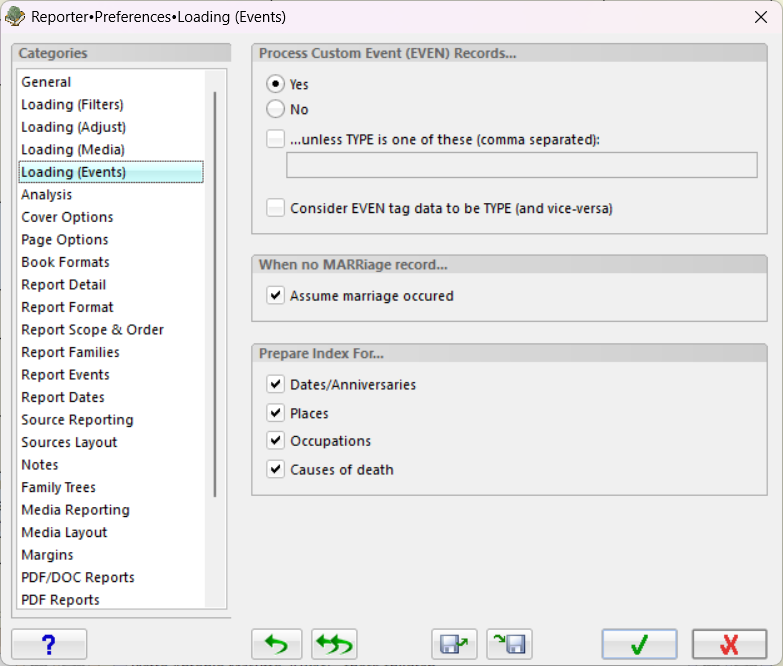 Reporter•Preferences•Loading (Events)
Categories
General
Loading (Filters)
Loading (Adjust)
Loading (Media)
Loading (Events)
Analysis
Cover Options
Page Options
Book Formats
Report Detail
Report Format
Report Scope & Order
Report Families
Report Events
Report Dates
Source Reporting
Sources Layout
Notes
Family Trees
Media Reporting
Media Layout
Margins
PDF/DOC Reports
PDF Reports
Process Custom Event (EVEN) Records...
Yes
No
...unless TYPE is one of these (comma separated):
Consider EVEN tag data to be TYPE (and vice-versa)
When no MARRiage record...
Assume marriage occured
Prepare Index For...
Dates/Anniversaries
Places
Occupations
Causes of death
?